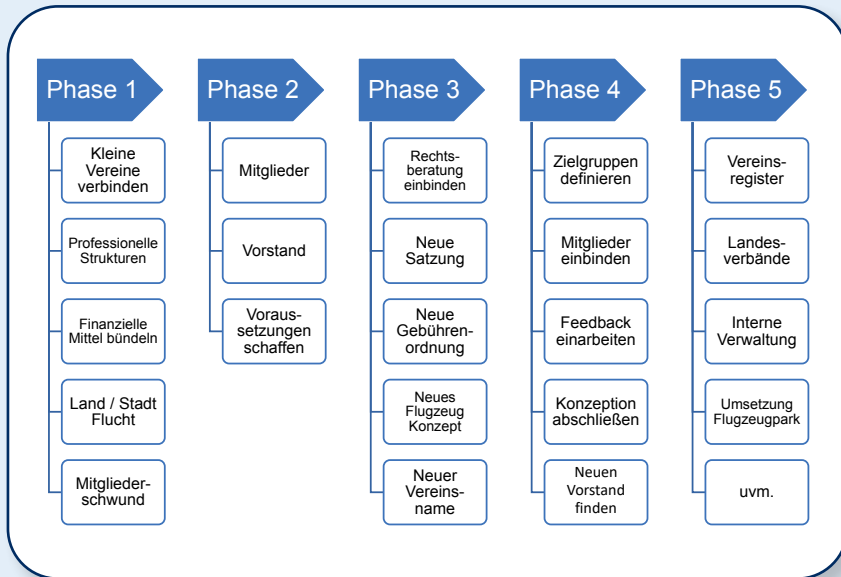 Phase 1
Kleine
Vereine
verbinden
Professionelle
Strukturen
Finanzielle
Mittel bündeln
Land / Stadt
Flucht
Mitglieder-
schwund
Phase 2
Mitglieder
Vorstand
Voraus-
setzungen
schaffen
Phase 3
Rechts-
beratung
einbinden
Neue
Satzung
Neue
Gebühren-
ordnung
Neues
Flugzeug
Konzept
Neuer
Vereins-
name
Phase 4
Zielgruppen
definieren
Mitglieder
einbinden
Feedback
einarbeiten
Konzeption
abschließen
Neuen
Vorstand
finden
Phase 5
Vereins-
register
Landes-
verbände
Interne
Verwaltung
Umsetzung
Flugzeugpark
uvm.